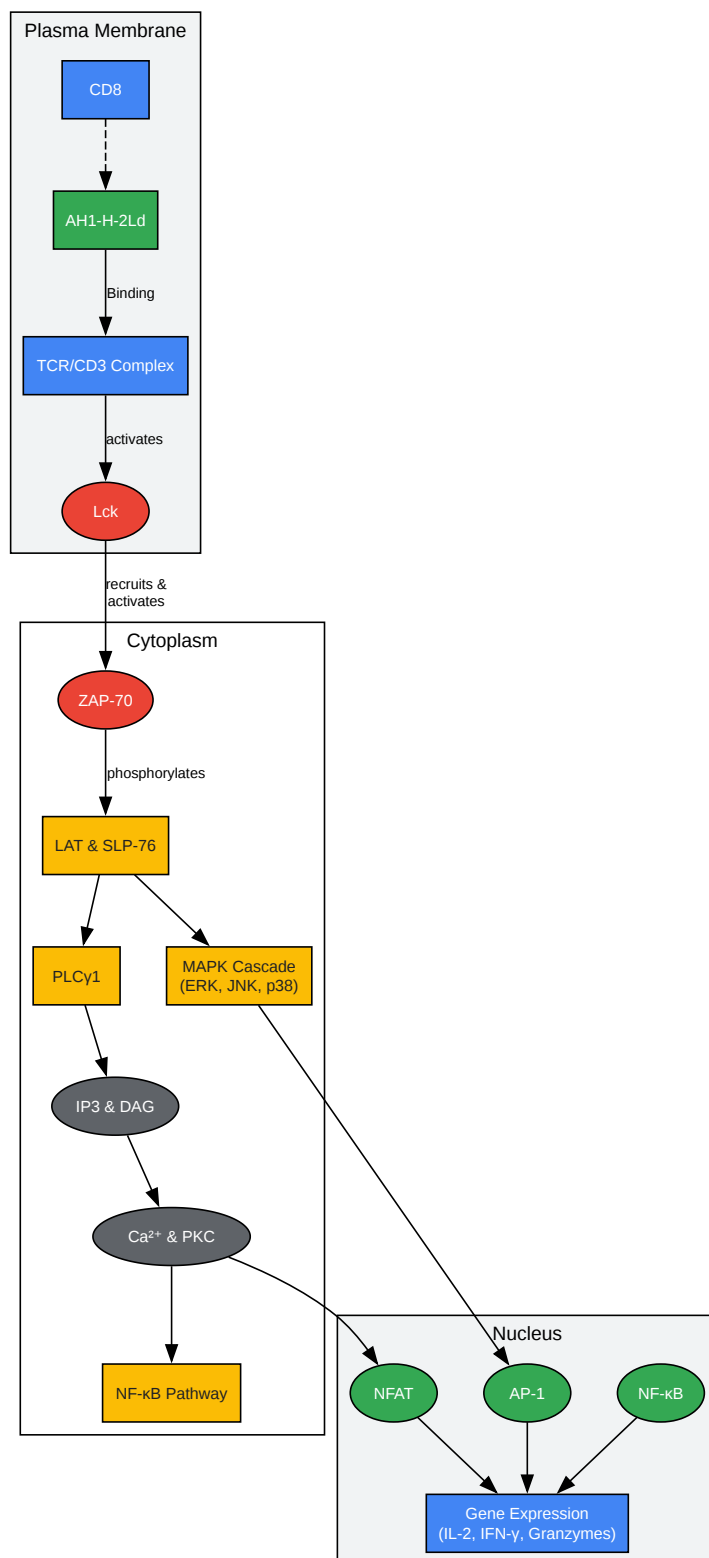 Plasma Membrane
CD8
AH1-H-2Ld
Binding
TCR/CD3 Complex
activates
Lck
recruits &
activates
Cytoplasm
ZAP-70
phosphorylates
LAT & SLP-76
PLCγ1
MAPK Cascade
(ERK, JNK, p38)
IP3 & DAG
Ca²⁺ & PKC
NF-κB Pathway
Nucleus
NFAT
AP-1
NF-κB
Gene Expression
(IL-2, IFN-γ, Granzymes)